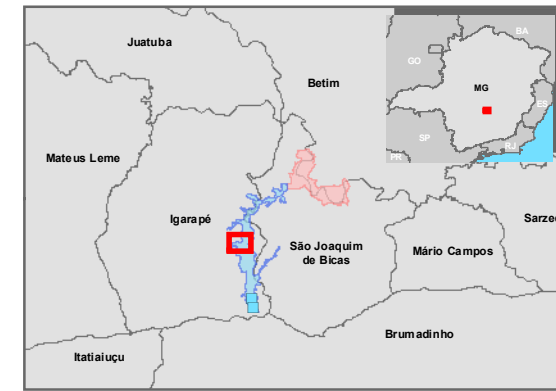 Juatuba
Betim
Mateus Leme
Igarapé
São Joaquim
de Bicas
Mário Campos
Sarze
Brumadinho
Itatiaiuçu
BA
GO
MG
ES
SP
RJ
PR